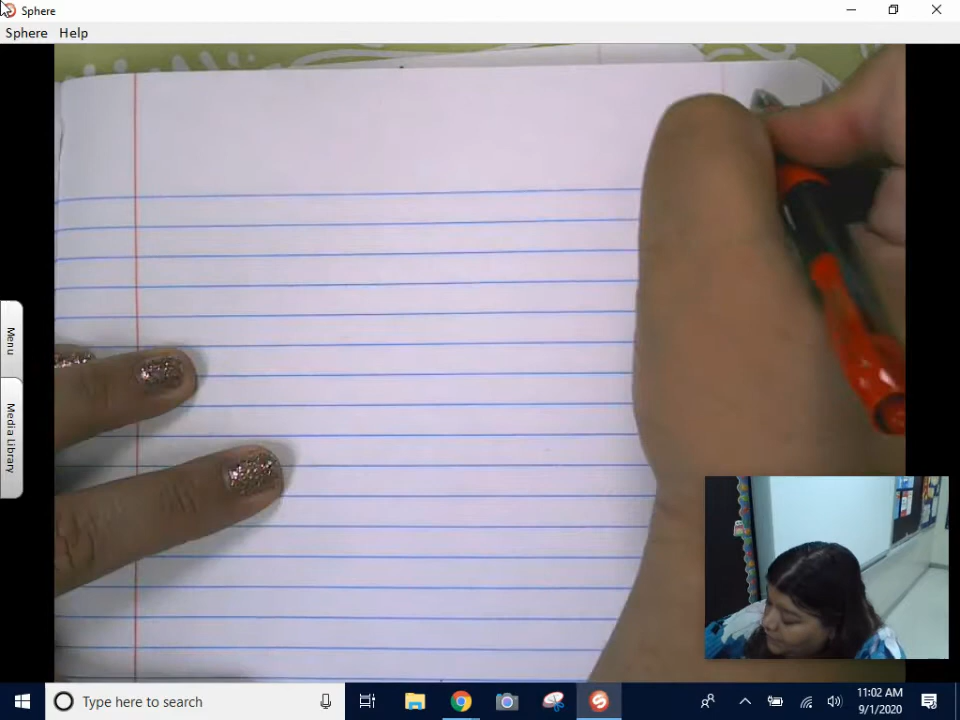 Sphere
Sphere Help
Menu
Media Library
Type here to search
11:02 AM
9/1/2020